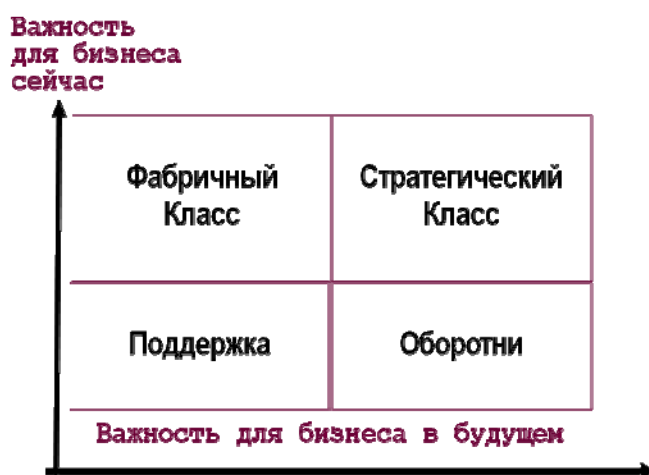 Важность
для бизнеса
сейчас
Фабричный
Класс
Стратегический
Класс
Поддержка
Оборотни
Важность для бизнеса в будущем